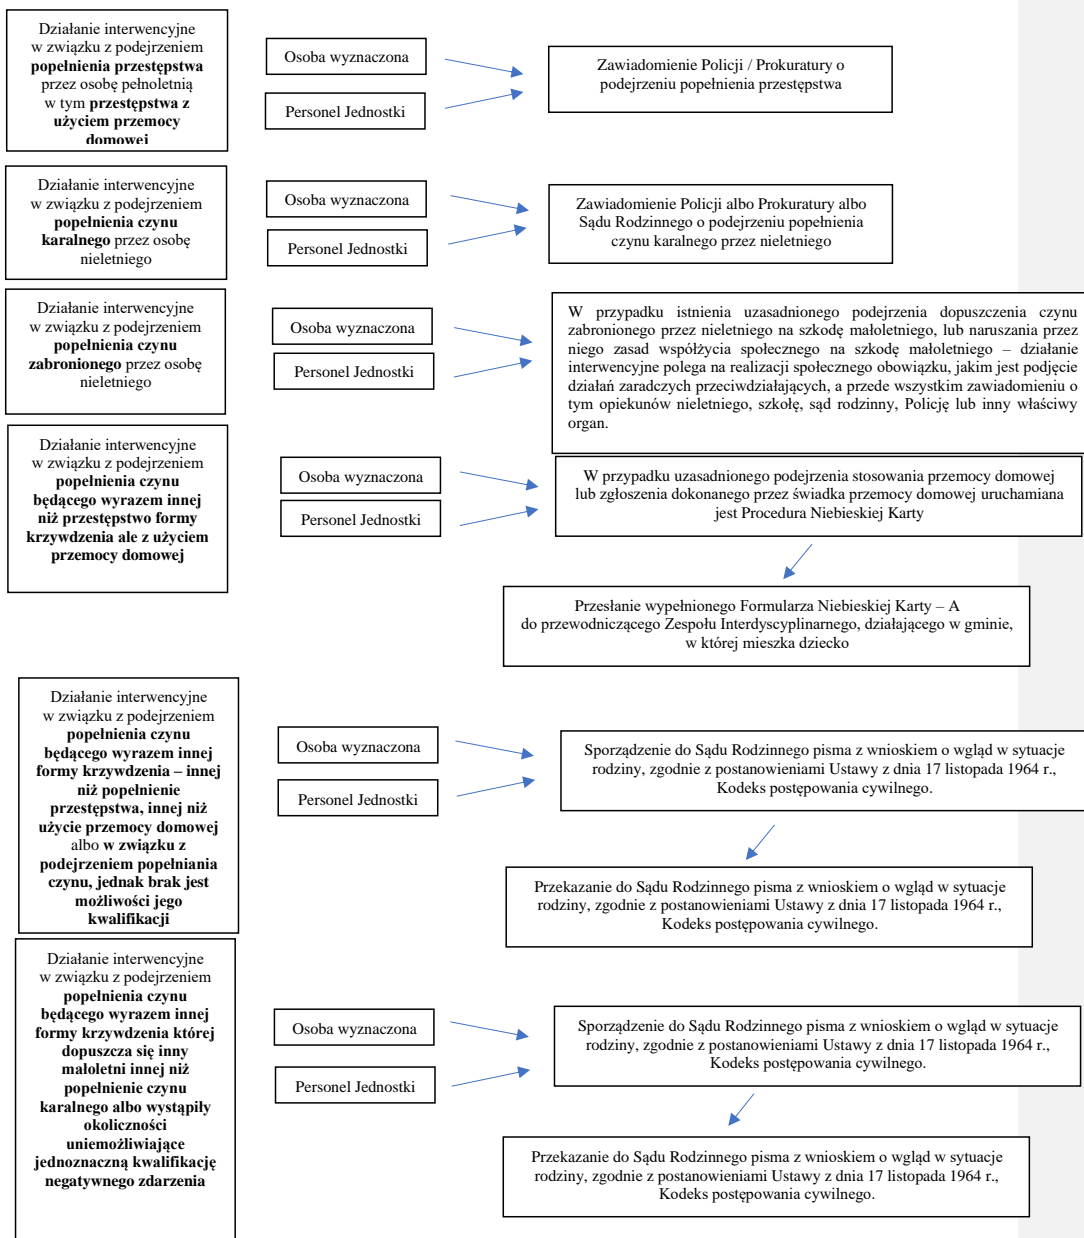 Działanie interwencyjne
w związku z podejrzeniem
popełnienia przestępstwa
przez osobę pełnoletnią
w tym przestępstwa z
użyciem przemocy
domowej
Osoba wyznaczona
Personel Jednostki
Zawiadomienie Policji / Prokuratury o
podejrzeniu popełnienia przestępstwa
Działanie interwencyjne
w związku z podejrzeniem
popełnienia czynu
karalnego przez osobę
nieletniego
Osoba wyznaczona
Personel Jednostki
Zawiadomienie Policji albo Prokuratury albo
Sądu Rodzinnego o podejrzeniu popełnienia
czynu karalnego przez nieletniego
Działanie interwencyjne
w związku z podejrzeniem
popełnienia czynu
zabronionego przez osobę
nieletniego
Osoba wyznaczona
Personel Jednostki
W przypadku istnienia uzasadnionego podejrzenia dopuszczenia czynu
zabronionego przez nieletniego na szkodę małoletniego, lub naruszania przez
niego zasad współżycia społecznego na szkodę małoletniego – działanie
interwencyjne polega na realizacji społecznego obowiązku, jakim jest podjęcie
działań zaradczych przeciwdziałających, a przede wszystkim zawiadomieniu o
tym opiekunów nieletniego, szkołę, sąd rodzinny, Policję lub inny właściwy
organ.
Działanie interwencyjne
w związku z podejrzeniem
popełnienia czynu
będącego wyrazem innej
niż przestępstwo formy
krzywdzenia ale z użyciem
przemocy domowej
Osoba wyznaczona
Personel Jednostki
W przypadku uzasadnionego podejrzenia stosowania przemocy domowej
lub zgłoszenia dokonanego przez świadka przemocy domowej uruchamiana
jest Procedura Niebieskiej Karty
Przesłanie wypełnionego Formularza Niebieskiej Karty – A
do przewodniczącego Zespołu Interdyscyplinarnego, działającego w gminie,
w której mieszka dziecko
Działanie interwencyjne
w związku z podejrzeniem
popełnienia czynu
będącego wyrazem innej
formy krzywdzenia – innej
niż popełnienie
przestępstwa, innej niż
użycie przemocy domowej
albo w związku z
podejrzeniem popełniania
czynu, jednak brak jest
możliwości jego
kwalifikacji
Osoba wyznaczona
Personel Jednostki
Sporządzenie do Sądu Rodzinnego pisma z wnioskiem o wgląd w sytuacje
rodziny, zgodnie z postanowieniami Ustawy z dnia 17 listopada 1964 r.,
Kodeks postępowania cywilnego.
Przekazanie do Sądu Rodzinnego pisma z wnioskiem o wgląd w sytuacje
rodziny, zgodnie z postanowieniami Ustawy z dnia 17 listopada 1964 r.,
Kodeks postępowania cywilnego.
Działanie interwencyjne
w związku z podejrzeniem
popełnienia czynu
będącego wyrazem innej
formy krzywdzenia której
dopuszcza się inny
małoletni innej niż
popełnienie czynu
karalnego albo wystąpiły
okoliczności
uniemożliwiające
jednoznaczną kwalifikację
negatywnego zdarzenia
Osoba wyznaczona
Personel Jednostki
Sporządzenie do Sądu Rodzinnego pisma z wnioskiem o wgląd w sytuacje
rodziny, zgodnie z postanowieniami Ustawy z dnia 17 listopada 1964 r.,
Kodeks postępowania cywilnego.
Przekazanie do Sądu Rodzinnego pisma z wnioskiem o wgląd w sytuacje
rodziny, zgodnie z postanowieniami Ustawy z dnia 17 listopada 1964 r.,
Kodeks postępowania cywilnego.